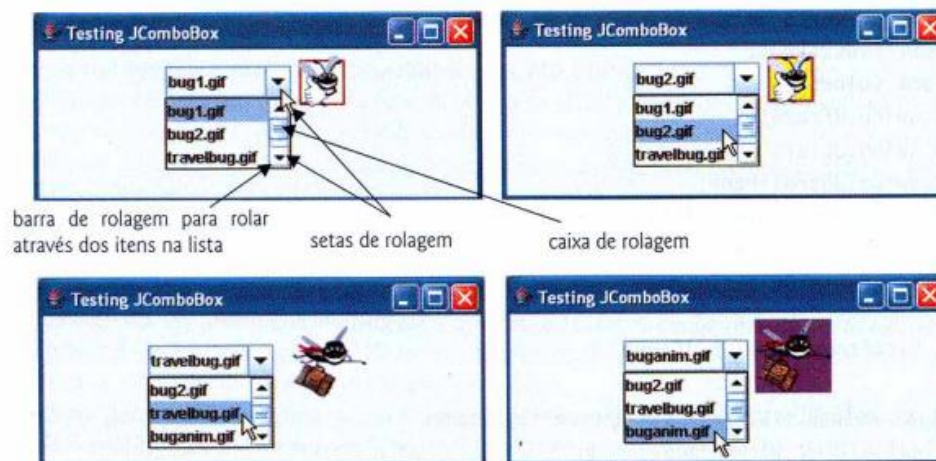 Testing JComboBox
bug1.gif
bug1.gif
bug2.gif
travelbug.gif
Testing JComboBox
bug2.gif
bug1.gif
bug2.gif
travelbug.gif
barra de rolagem para rolar
através dos itens na lista
setas de rolagem
caixa de rolagem
Testing JComboBox
travelbug.gif
bug2.gif
travelbug.gif
buganim.gif
Testing JComboBox
buganim.gif
bug2.gif
travelbug.gif
buganim.gif